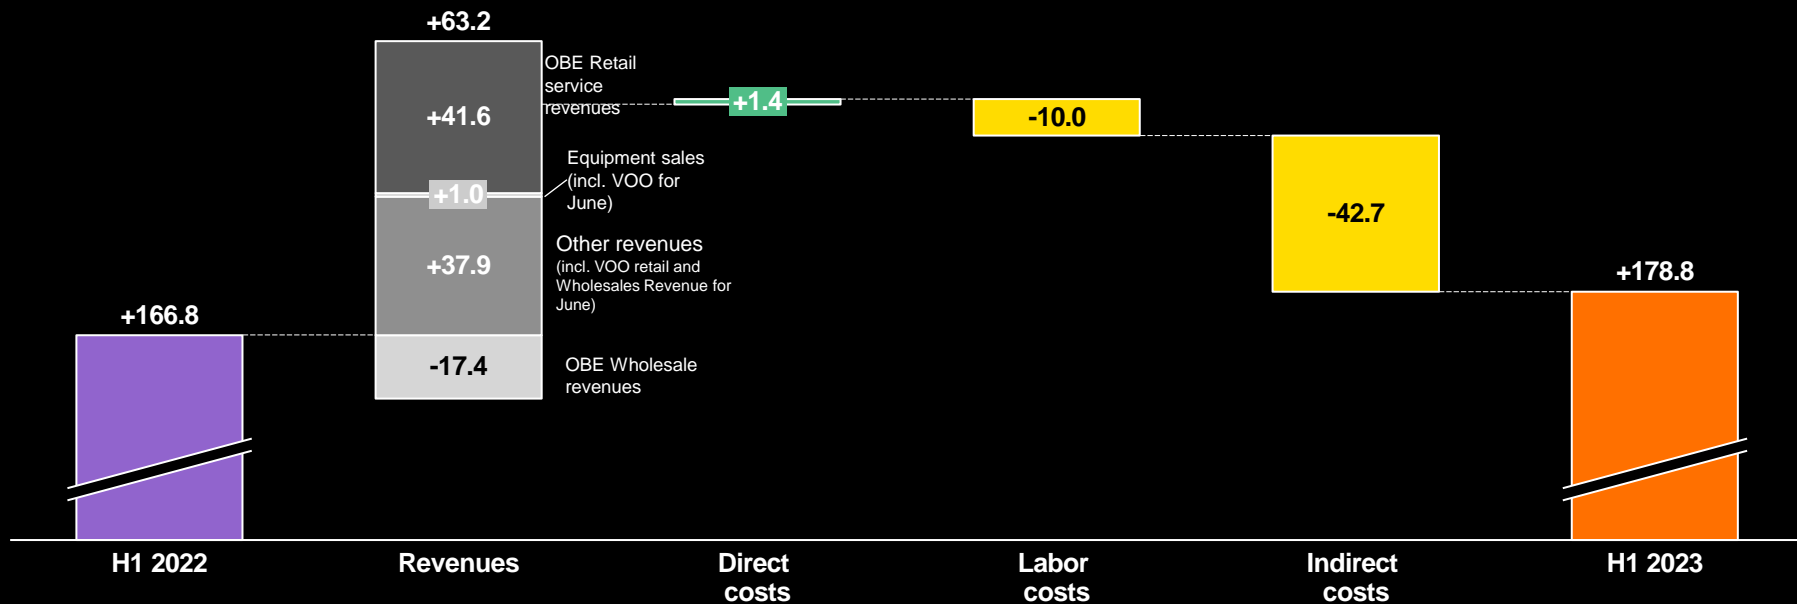 +63.2
OBE Retail
service
revenues
+41.6
+1.4
-10.0
Equipment sales
(incl. VOO for
June)
+1.0
-42.7
Other revenues
(incl. VOO retail and
Wholesales Revenue for
June)
+37.9
+178.8
+166.8
-17.4
OBE Wholesale
revenues
H1 2022
Revenues
Direct
costs
Labor
costs
Indirect
costs
H1 2023